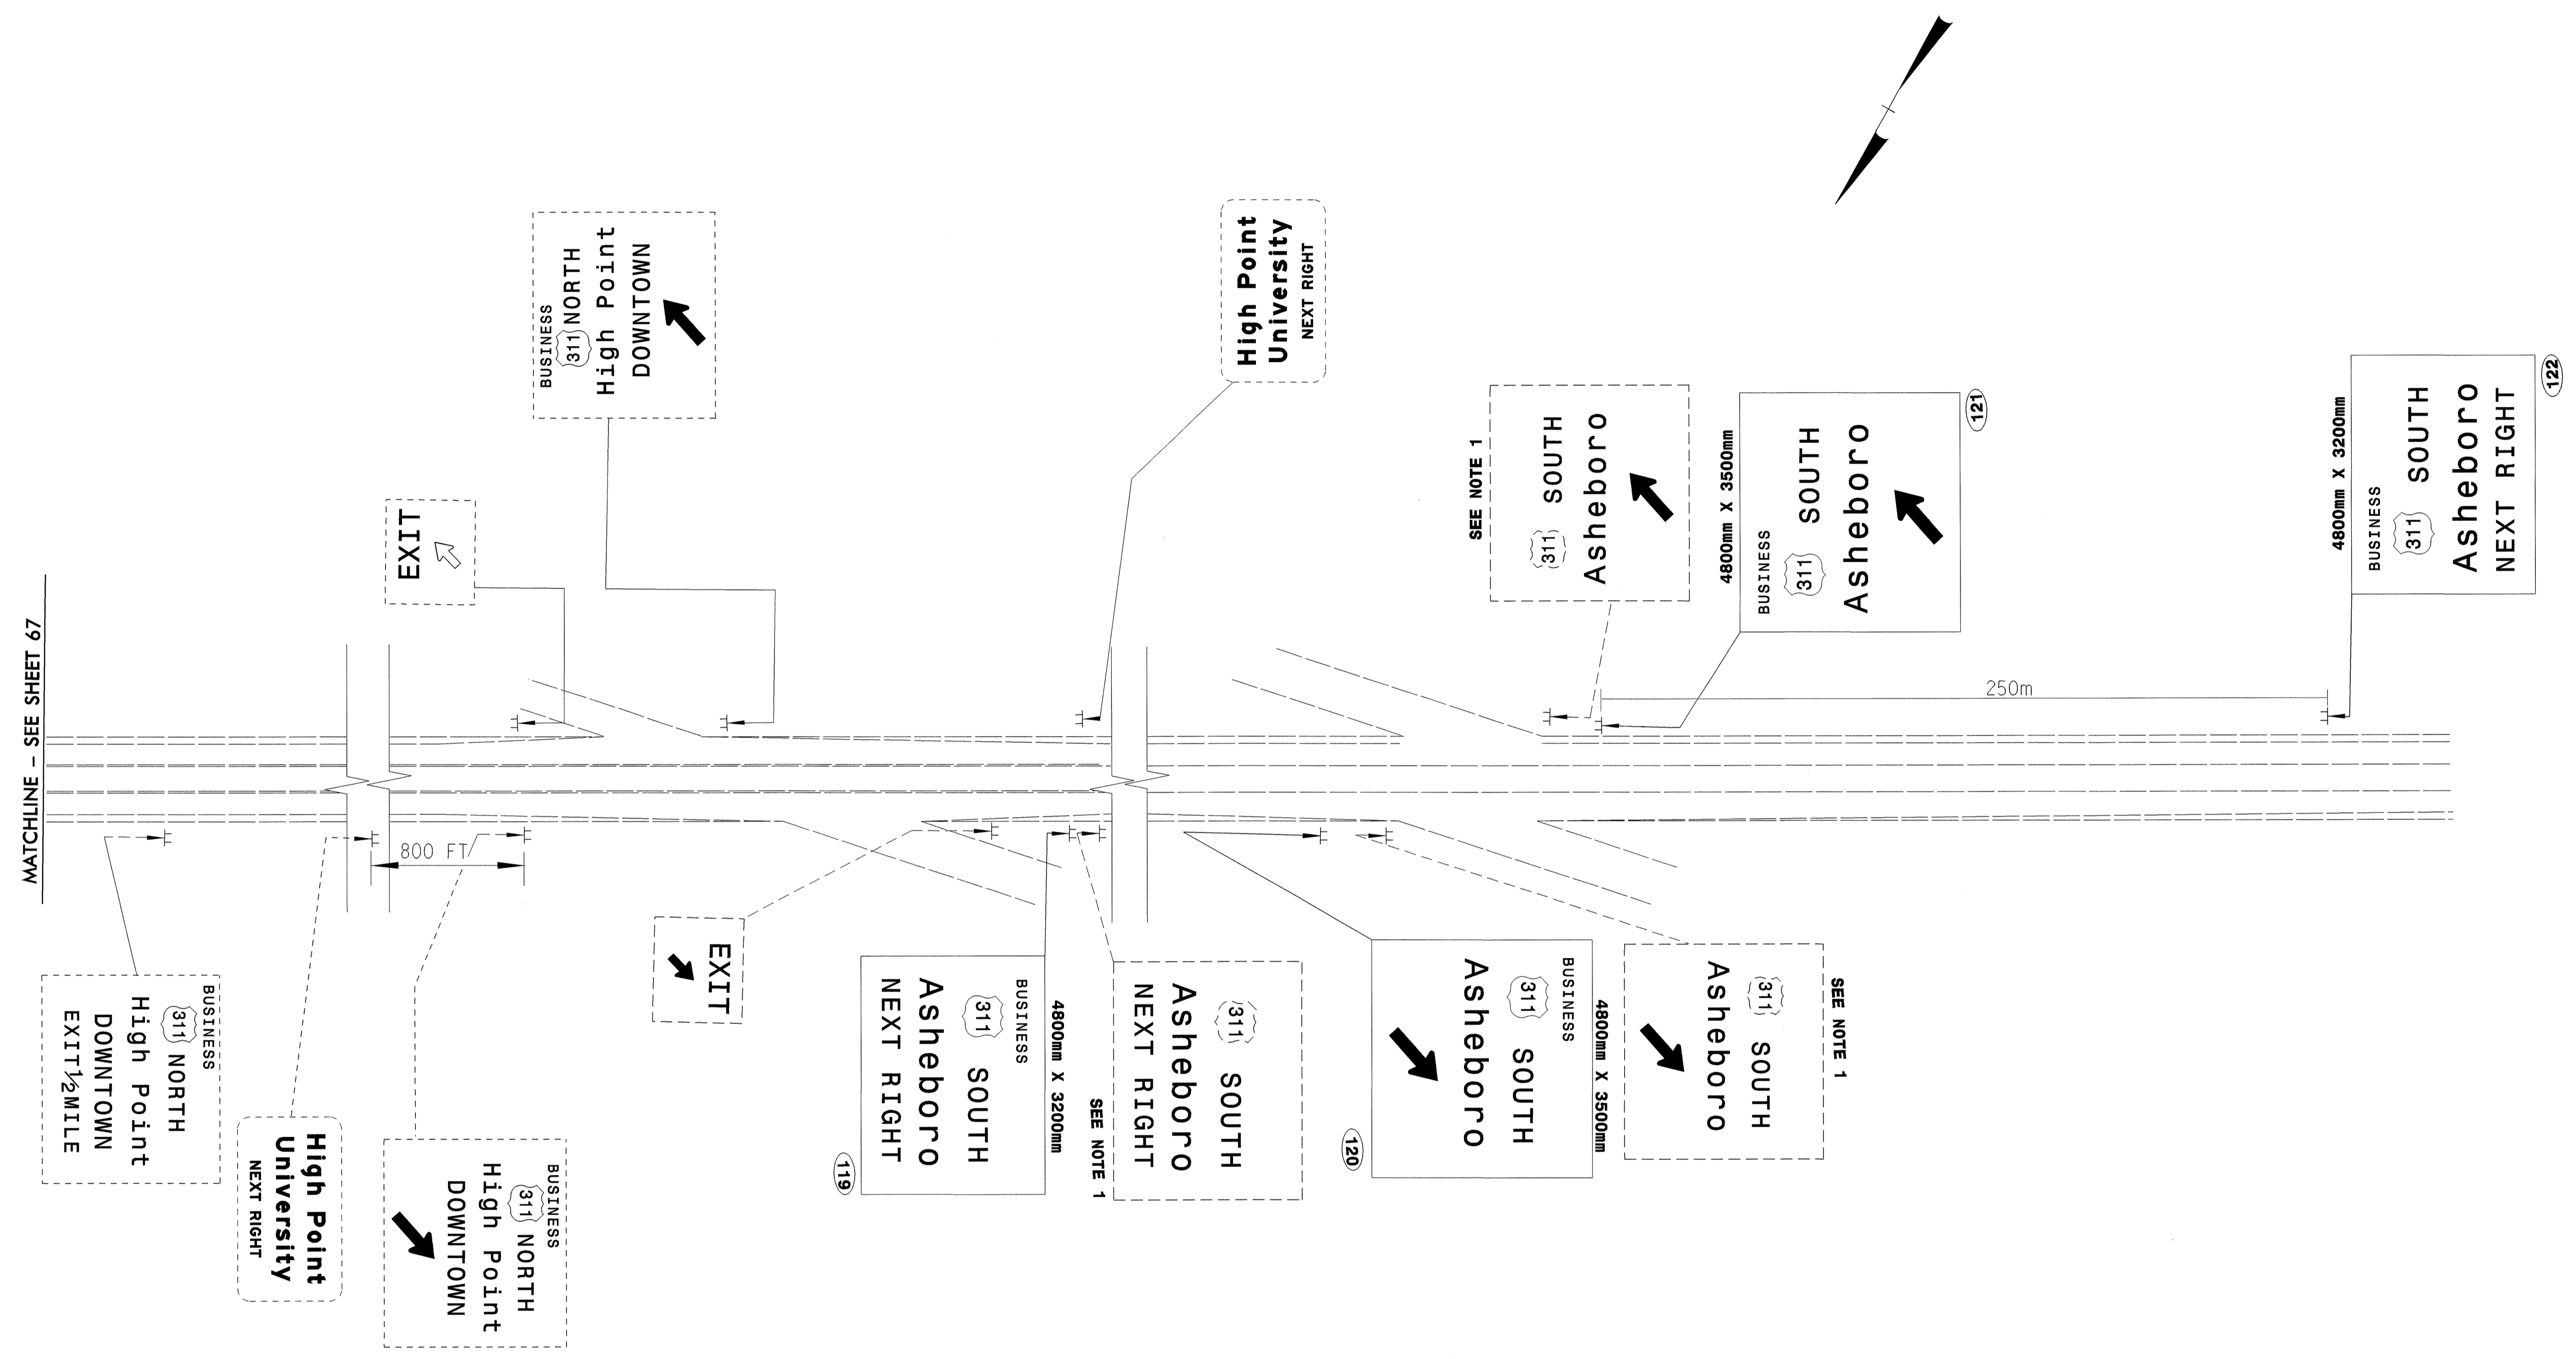 MATCHLINE - SEE SHEET 67
BUSINESS
311 NORTH
High Point
DOWNTOWN
EXIT
High Point
University
NEXT RIGHT
SEE NOTE 1
311 SOUTH
Asheboro
4800mm X 3500mm
BUSINESS
311 SOUTH
Asheboro
121
250m
4800mm X 3200mm
BUSINESS
311 SOUTH
Asheboro
NEXT RIGHT
122
800 FT
BUSINESS
311 NORTH
High Point
DOWNTOWN
EXIT 1/2 MILE
High Point
University
NEXT RIGHT
BUSINESS
311 NORTH
High Point
DOWNTOWN
EXIT
BUSINESS
311 SOUTH
Asheboro
NEXT RIGHT
119
4800mm X 3200mm
SEE NOTE 1
311 SOUTH
Asheboro
NEXT RIGHT
BUSINESS
311 SOUTH
Asheboro
120
4800mm X 3500mm
311 SOUTH
Asheboro
SEE NOTE 1